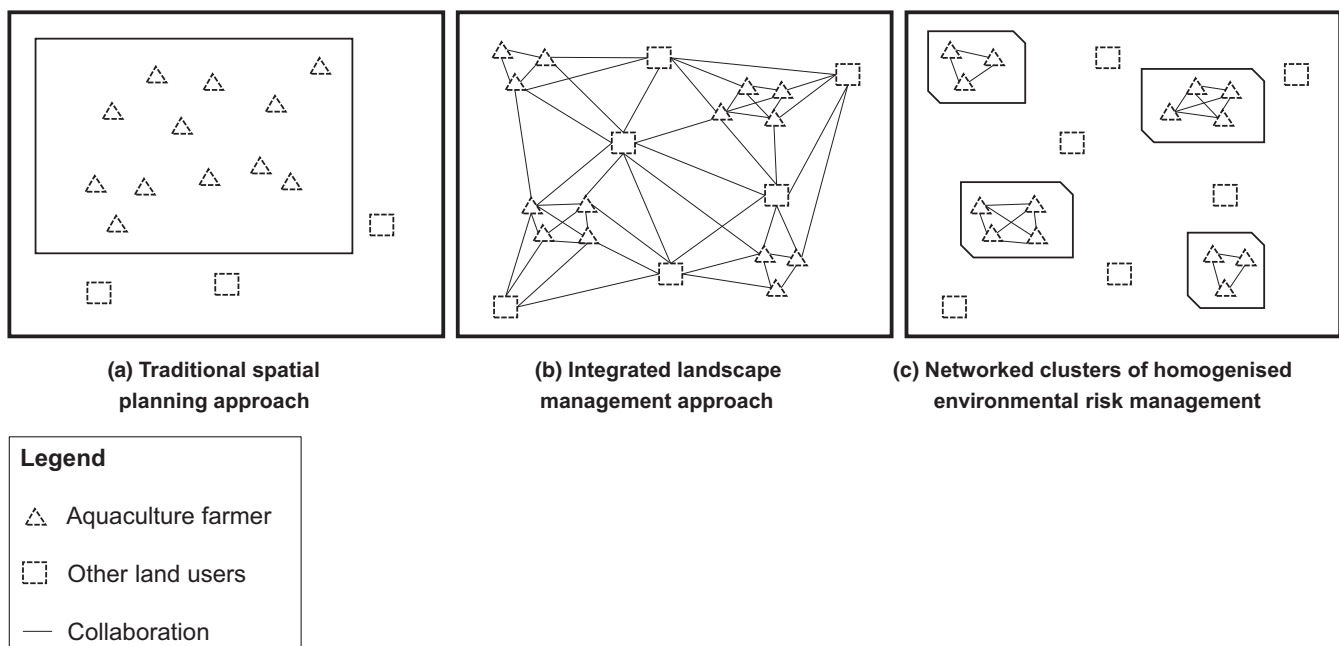 (a) Traditional spatial
planning approach
(b) Integrated landscape
management approach
(c) Networked clusters of homogenised
environmental risk management
Legend
Aquaculture farmer
Other land users
Collaboration